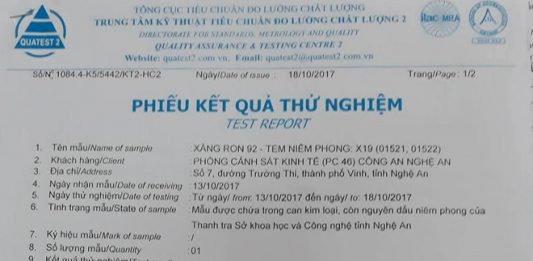 TỔNG CỤC TIÊU CHUẨN ĐO LƯỜNG CHẤT LƯỢNG
TRUNG TÂM KỸ THUẬT TIÊU CHUẨN ĐO LƯỜNG CHẤT LƯỢNG 2
DIRECTORATE FOR STANDARDS, METROLOGY AND QUALITY
QUALITY ASSURANCE & TESTING CENTRE 2
Website: quatest2.com.vn, Email: quatest2@quatest2.com.vn
QUATEST 2
ilac-MRA
Số/N° 1084.4-K5/5442/KT2-HC2 Ngày/Date of issue : 18/10/2017 Trang/Page: 1/2
PHIẾU KẾT QUẢ THỬ NGHIỆM
TEST REPORT
1. Tên mẫu/Name of sample : XĂNG RON 92 - TEM NIÊM PHONG: X19 (01521, 01522)
2. Khách hàng/Client : PHÒNG CẢNH SÁT KINH TẾ (PC 46) CÔNG AN NGHỆ AN
3. Địa chỉ/Address : Số 7, đường Trường Thi, thành phố Vinh, tỉnh Nghệ An
4. Ngày nhận mẫu/Date of receiving : 13/10/2017
5. Ngày thử nghiệm/Date of testing : Từ ngày/ from: 13/10/2017 đến ngày/ to: 18/10/2017
6. Tình trạng mẫu/State of sample : Mẫu được chứa trong can kim loại, còn nguyên dấu niêm phong của
Thanh tra Sở khoa học và Công nghệ tỉnh Nghệ An
7. Ký hiệu mẫu/Mark of sample : /
8. Số lượng mẫu/Quantity : 01